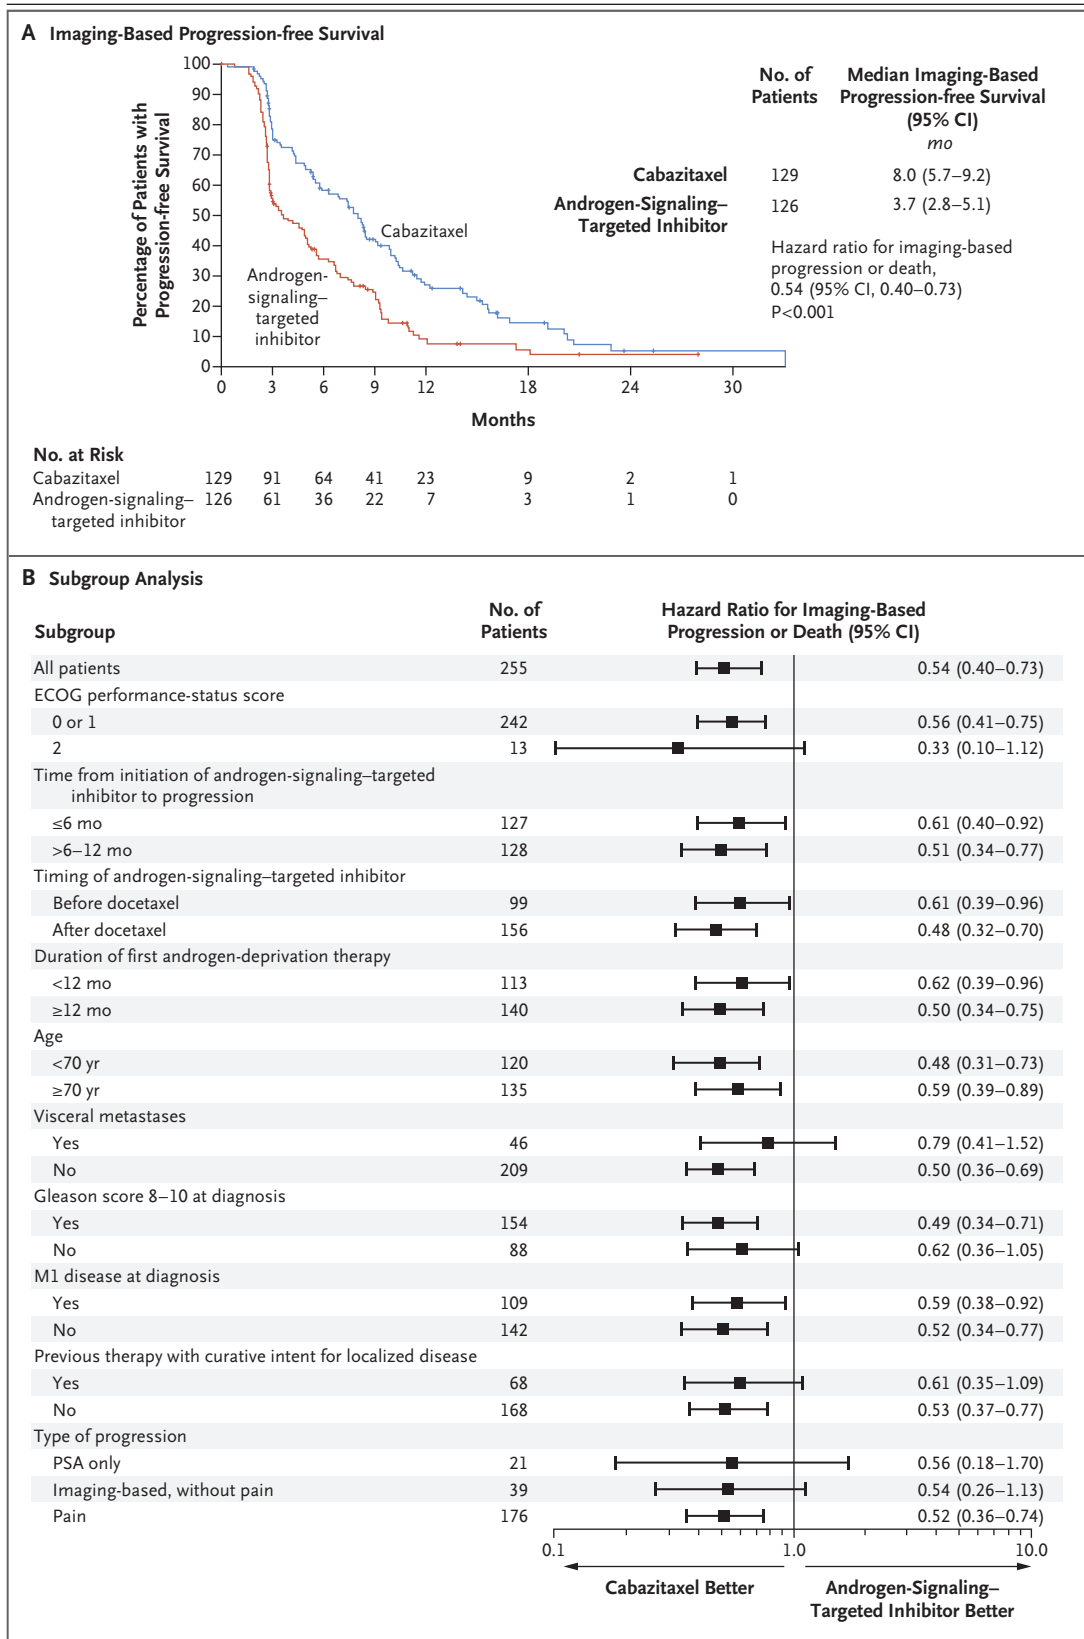 A Imaging-Based Progression-free Survival
Percentage of Patients with
Progression-free Survival
100
90
80
70
60
50
40
30
20
10
0
0 3 6 9 12 18 24 30
Months
Cabazitaxel
Androgen-
signaling–
targeted
inhibitor
No. of
Patients
Median Imaging-Based
Progression-free Survival
(95% CI)
mo
Cabazitaxel 129 8.0 (5.7–9.2)
Androgen-Signaling–
Targeted Inhibitor 126 3.7 (2.8–5.1)
Hazard ratio for imaging-based
progression or death,
0.54 (95% CI, 0.40–0.73)
P<0.001
No. at Risk
Cabazitaxel 129 91 64 41 23 9 2 1
Androgen-signaling– 126 61 36 22 7 3 1 0
targeted inhibitor
B Subgroup Analysis
Subgroup
No. of
Patients
Hazard Ratio for Imaging-Based
Progression or Death (95% CI)
All patients 255 0.54 (0.40–0.73)
ECOG performance-status score
0 or 1 242 0.56 (0.41–0.75)
2 13 0.33 (0.10–1.12)
Time from initiation of androgen-signaling–targeted
inhibitor to progression
≤6 mo 127 0.61 (0.40–0.92)
>6–12 mo 128 0.51 (0.34–0.77)
Timing of androgen-signaling–targeted inhibitor
Before docetaxel 99 0.61 (0.39–0.96)
After docetaxel 156 0.48 (0.32–0.70)
Duration of first androgen-deprivation therapy
<12 mo 113 0.62 (0.39–0.96)
≥12 mo 140 0.50 (0.34–0.75)
Age
<70 yr 120 0.48 (0.31–0.73)
≥70 yr 135 0.59 (0.39–0.89)
Visceral metastases
Yes 46 0.79 (0.41–1.52)
No 209 0.50 (0.36–0.69)
Gleason score 8–10 at diagnosis
Yes 154 0.49 (0.34–0.71)
No 88 0.62 (0.36–1.05)
M1 disease at diagnosis
Yes 109 0.59 (0.38–0.92)
No 142 0.52 (0.34–0.77)
Previous therapy with curative intent for localized disease
Yes 68 0.61 (0.35–1.09)
No 168 0.53 (0.37–0.77)
Type of progression
PSA only 21 0.56 (0.18–1.70)
Imaging-based, without pain 39 0.54 (0.26–1.13)
Pain 176 0.52 (0.36–0.74)
0.1 1.0 10.0
Cabazitaxel Better
Androgen-Signaling–
Targeted Inhibitor Better